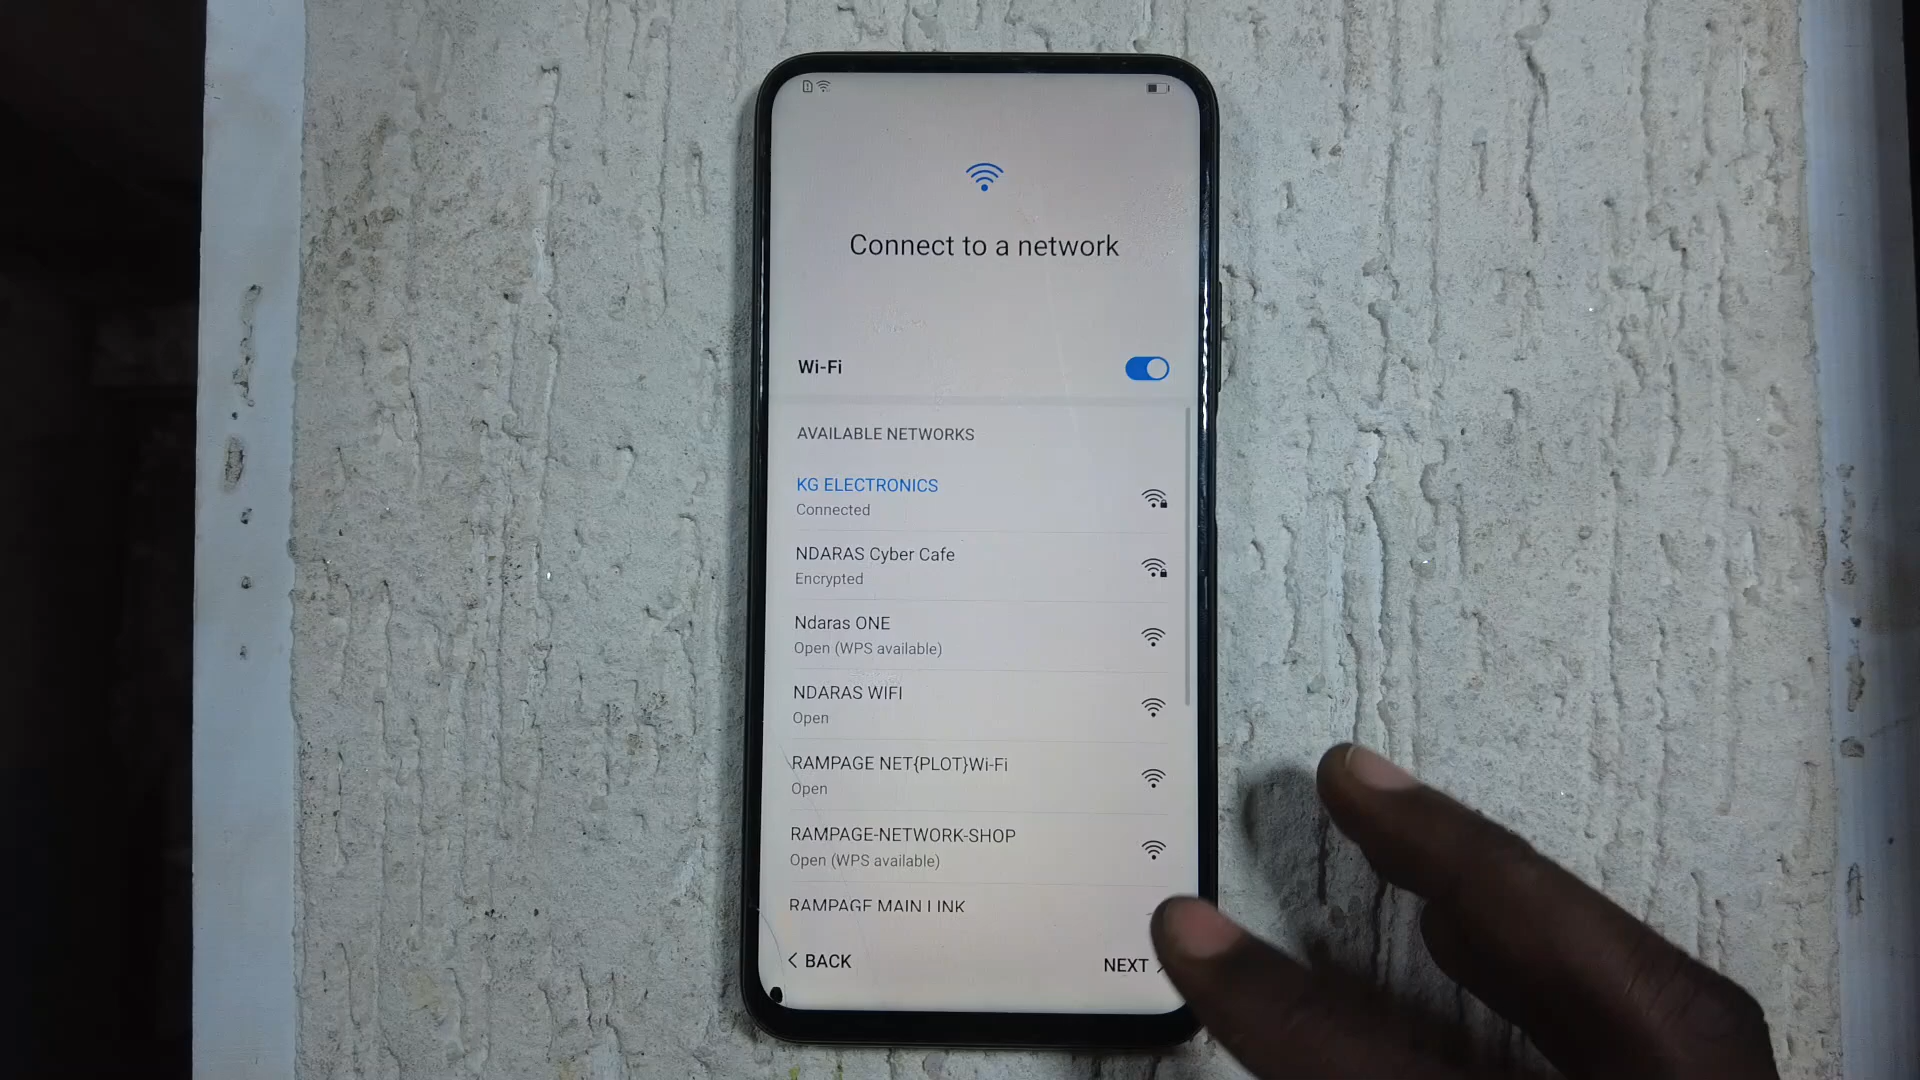 Connect to a network
Wi-Fi
AVAILABLE NETWORKS
KG ELECTRONICS
Connected
NDARAS Cyber Cafe
Encrypted
Ndaras ONE
Open (WPS available)
NDARAS WIFI
Open
RAMPAGE NET{PLOT}Wi-Fi
Open
RAMPAGE-NETWORK-SHOP
Open (WPS available)
RAMPAGE MAIN LINK
BACK
NEXT